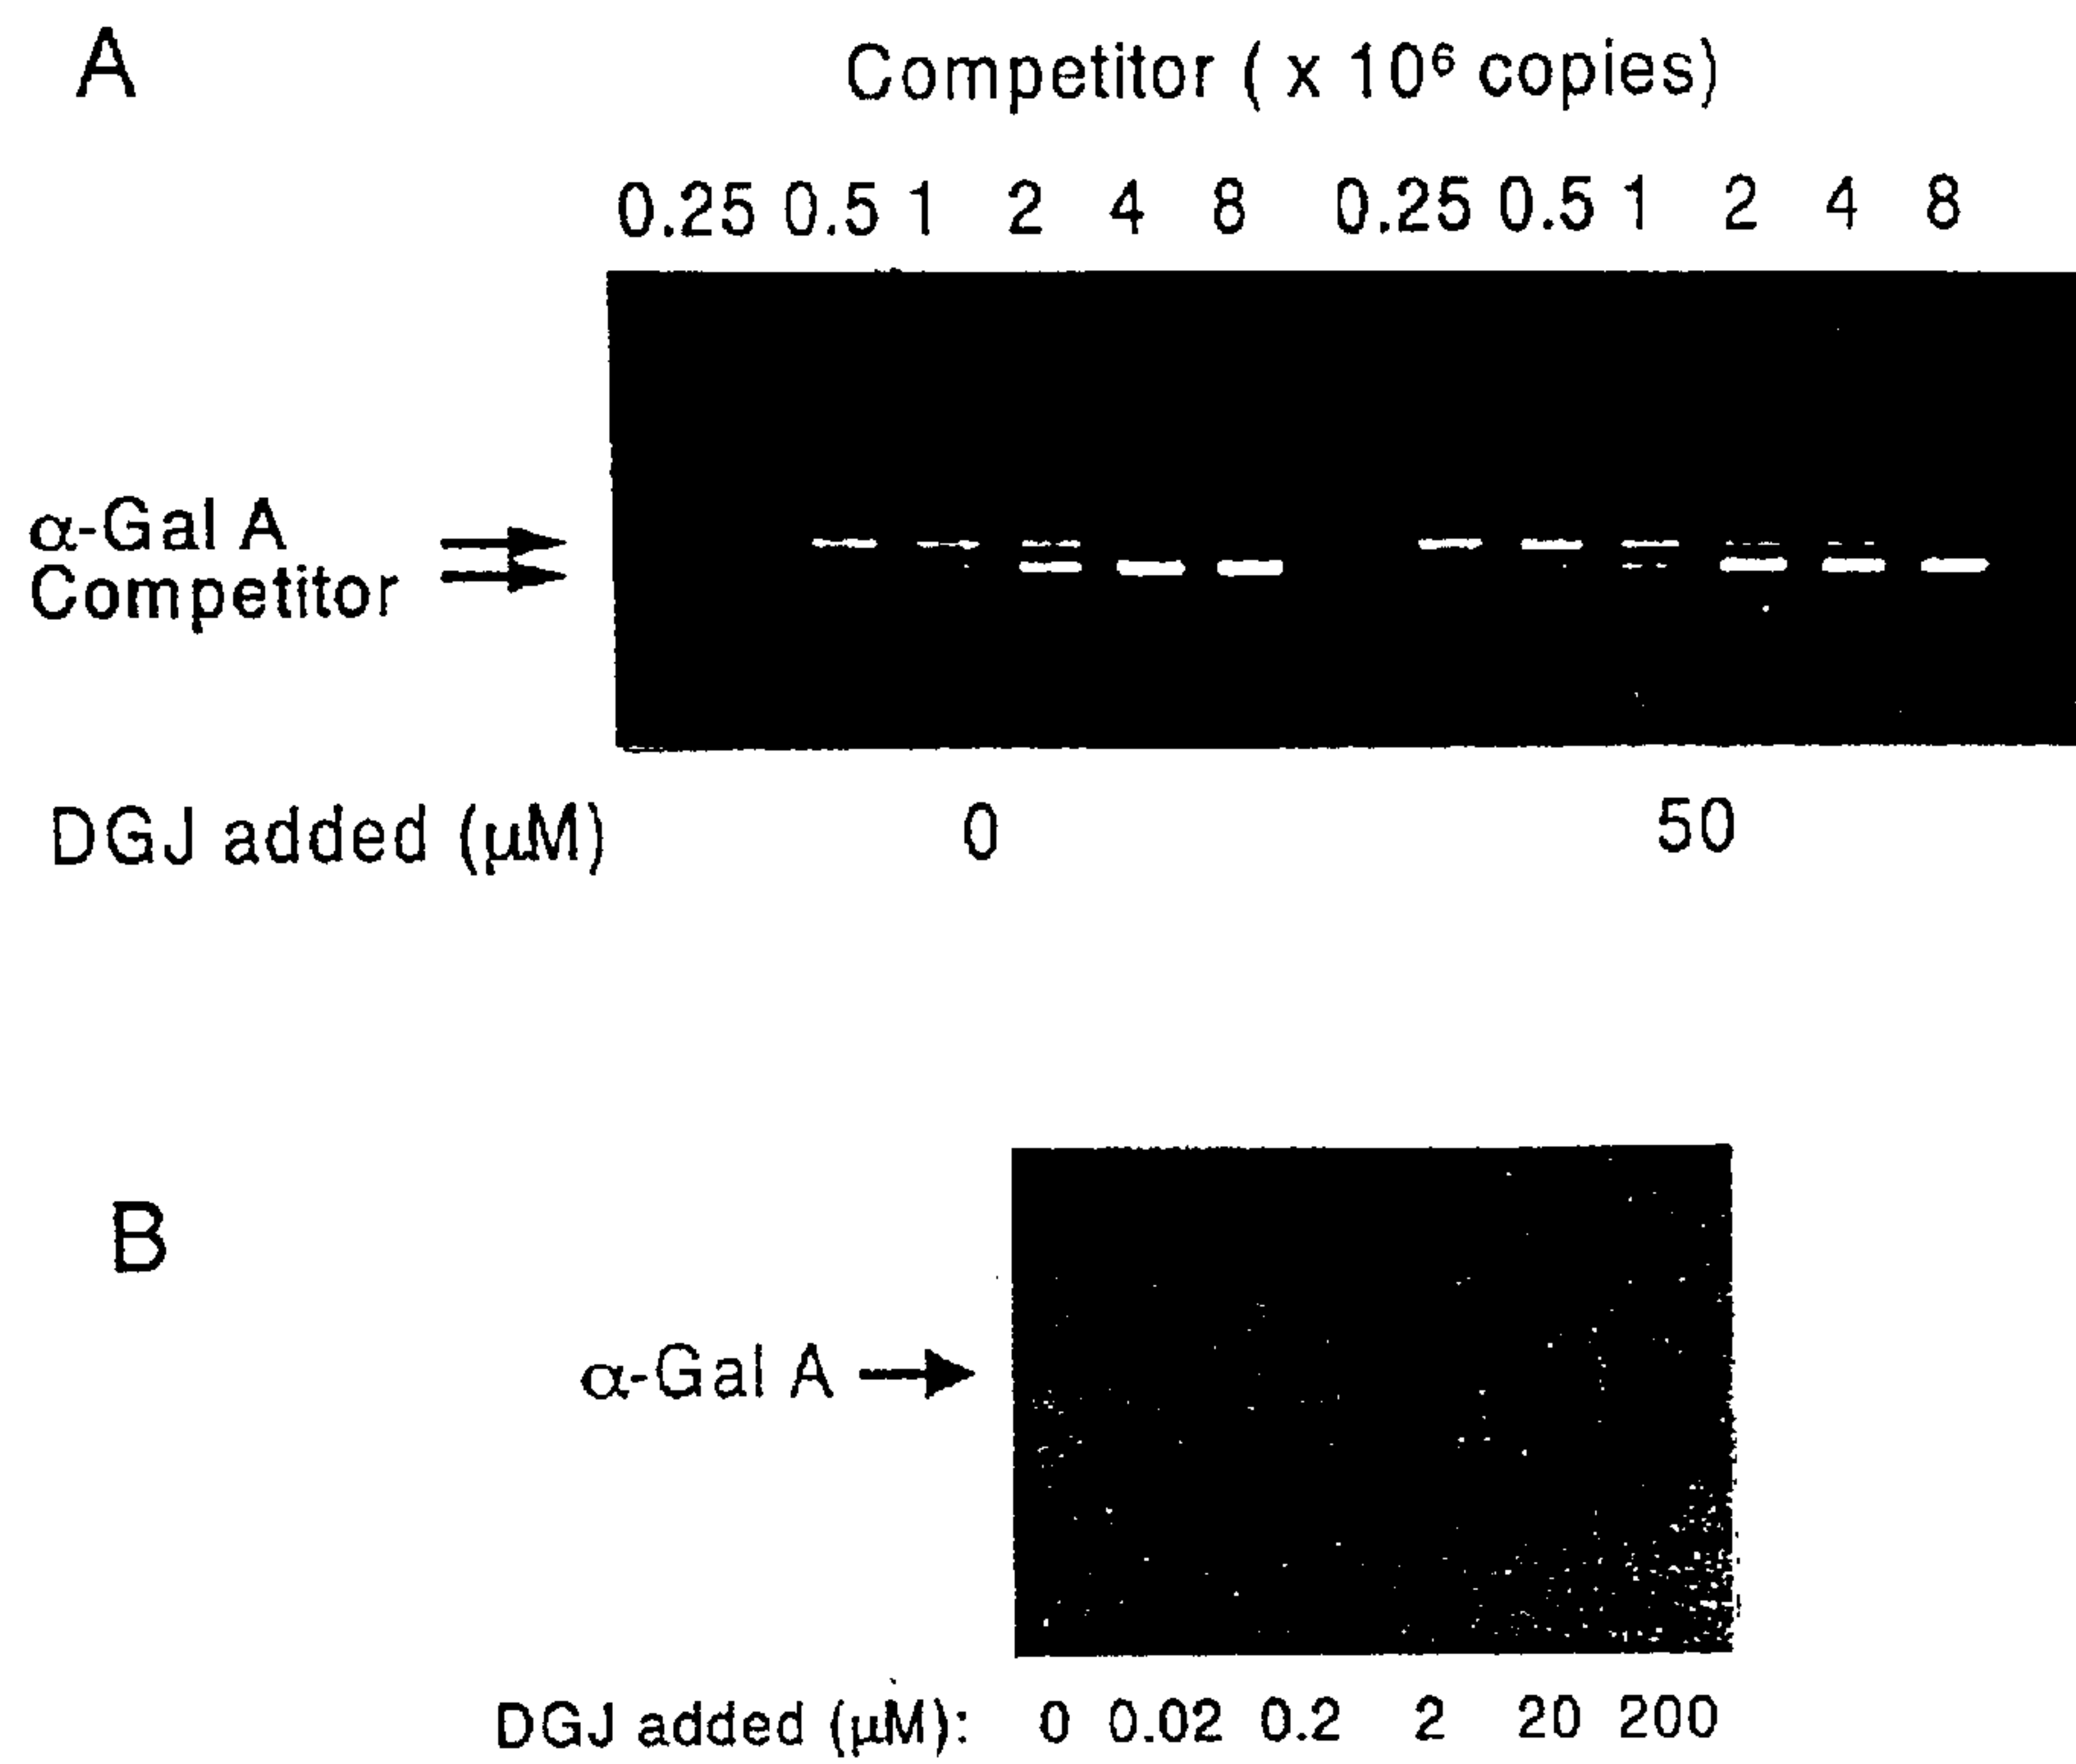 A
Competitor ( x 10⁶ copies)
0.25 0.5 1 2 4 8 0.25 0.5 1 2 4 8
α-Gal A
Competitor
DGJ added (μM) 0 50
B
α-Gal A
DGJ added (μM): 0 0.02 0.2 2 20 200